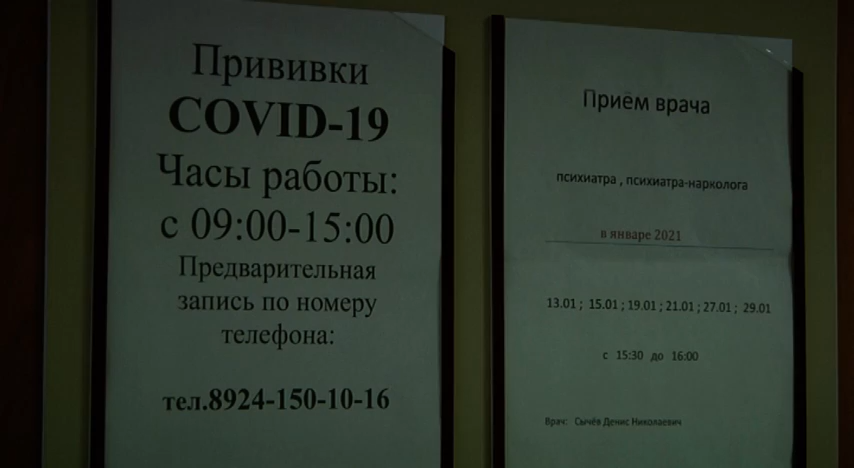 Прививки
COVID-19
Часы работы:
с 09:00-15:00
Предварительная
запись по номеру
телефона:
тел.8924-150-10-16
Приём врача
психиатра , психиатра-нарколога
в январе 2021
13.01 ; 15.01 ; 19.01 ; 21.01 ; 27.01 ; 29.01
с 15:30 до 16:00
Врач: Сычёв Денис Николаевич